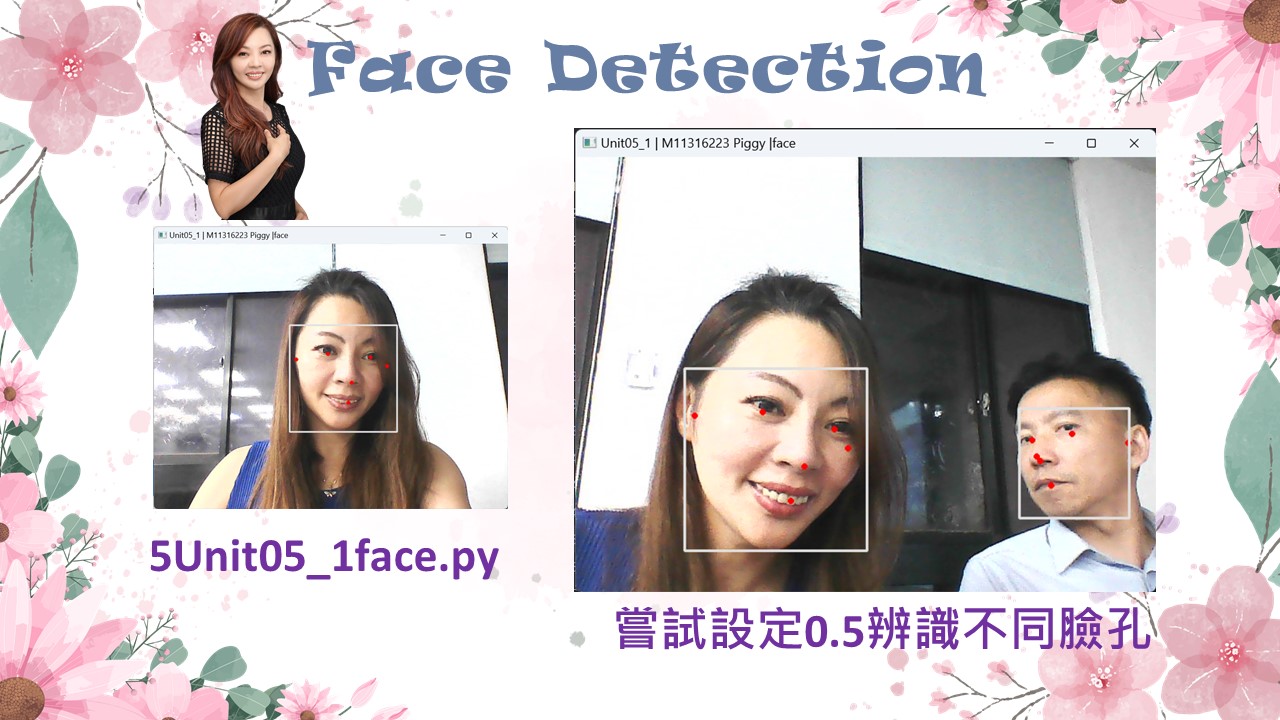 Face Detection
Unit05_1 | M11316223 Piggy |face
Unit05_1 | M11316223 Piggy |face
5Unit05_1face.py
嘗試設定0.5辨識不同臉孔